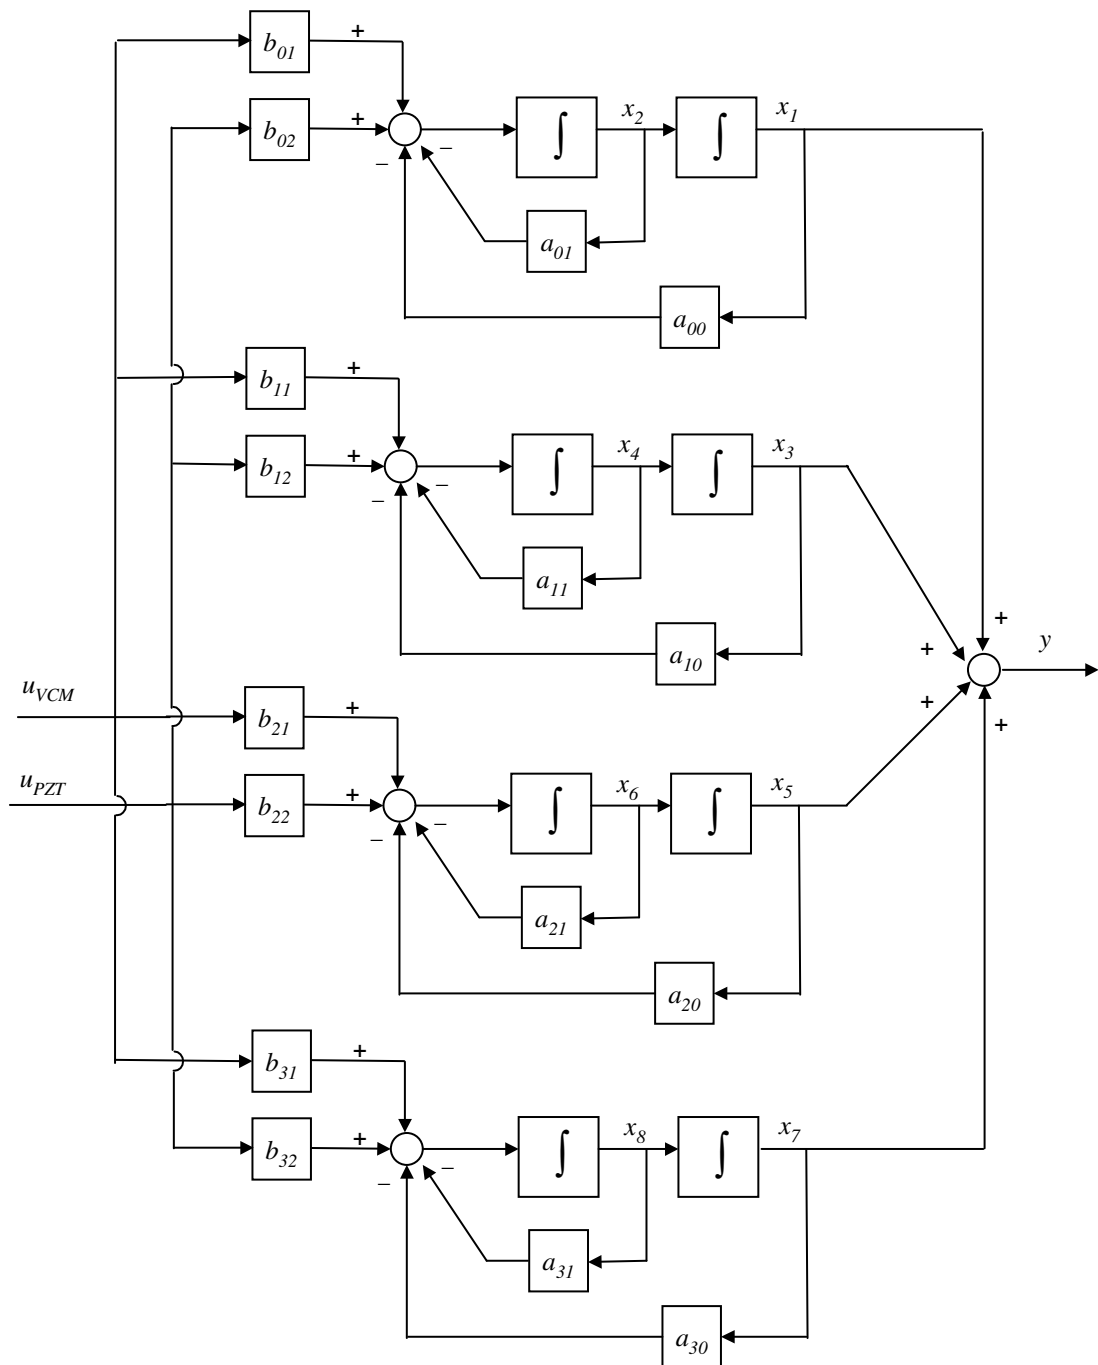 b01 +
b02 + ∫ x2 ∫ x1
– –
a01
a00
b11 +
b12 + ∫ x4 ∫ x3
– –
a11
a10
+ +
y
uVCM b21 + +
+
uPZT b22 + ∫ x6 ∫ x5
– –
a21
a20
b31 +
b32 + ∫ x8 ∫ x7
– –
a31
a30